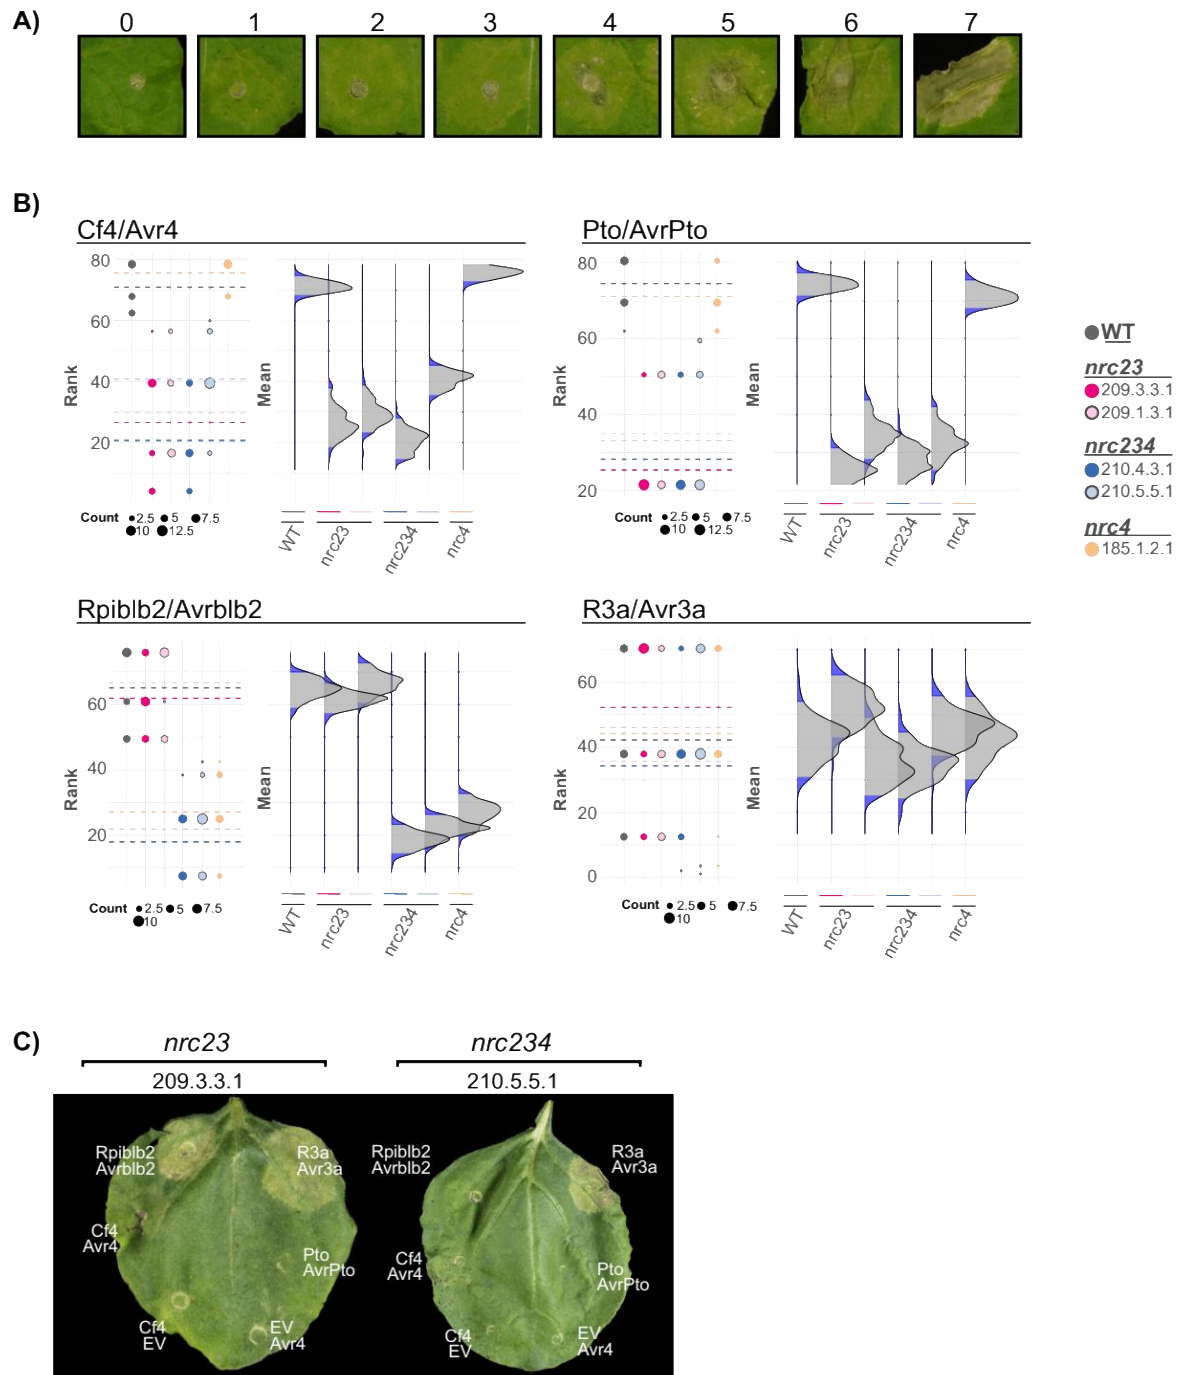 A)
0 1 2 3 4 5 6 7
B)
Cf4/Avr4
80
60
40
20
Rank
Mean
Count 2.5 5 7.5
10 12.5
WT nrc23 nrc234 nrc4
Pto/AvrPto
80
60
40
20
Rank
Mean
Count 2.5 5 7.5
10 12.5
WT nrc23 nrc234 nrc4
WT
nrc23
209.3.3.1
209.1.3.1
nrc234
210.4.3.1
210.5.5.1
nrc4
185.1.2.1
Rpiblb2/Avrblb2
60
40
20
Rank
Mean
Count 2.5 5 7.5
10
WT nrc23 nrc234 nrc4
R3a/Avr3a
60
40
20
0
Rank
Mean
Count 2.5 5 7.5
10
WT nrc23 nrc234 nrc4
C)
nrc23
209.3.3.1
Rpiblb2
Avrblb2
R3a
Avr3a
Cf4
Avr4
Pto
AvrPto
Cf4
EV
EV
Avr4
nrc234
210.5.5.1
Rpiblb2
Avrblb2
R3a
Avr3a
Cf4
Avr4
Pto
AvrPto
Cf4
EV
EV
Avr4